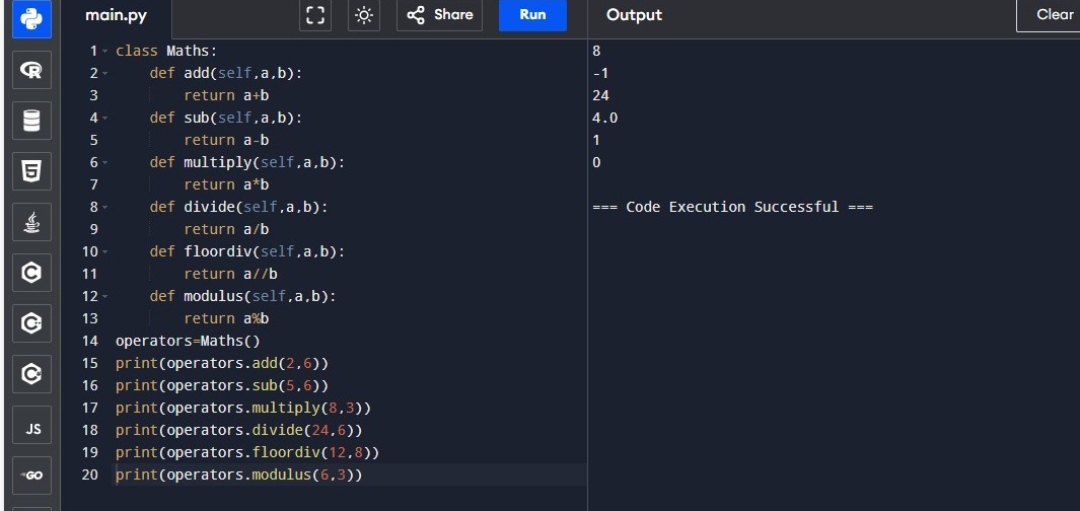 main.py
Share
Run
Output
Clear
1 class Maths:
2     def add(self,a,b):
3         return a+b
4     def sub(self,a,b):
5         return a-b
6     def multiply(self,a,b):
7         return a*b
8     def divide(self,a,b):
9         return a/b
10     def floordiv(self,a,b):
11         return a//b
12     def modulus(self,a,b):
13         return a%b
14 operators=Maths()
15 print(operators.add(2,6))
16 print(operators.sub(5,6))
17 print(operators.multiply(8,3))
18 print(operators.divide(24,6))
19 print(operators.floordiv(12,8))
20 print(operators.modulus(6,3))
8
-1
24
4.0
1
0
=== Code Execution Successful ===
R
5
C
C
C
JS
GO